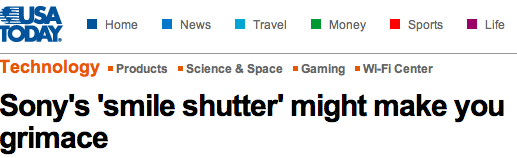 USA
TODAY.
Home News Travel Money Sports Life
Technology Products Science & Space Gaming Wi-Fi Center
Sony's 'smile shutter' might make you
grimace